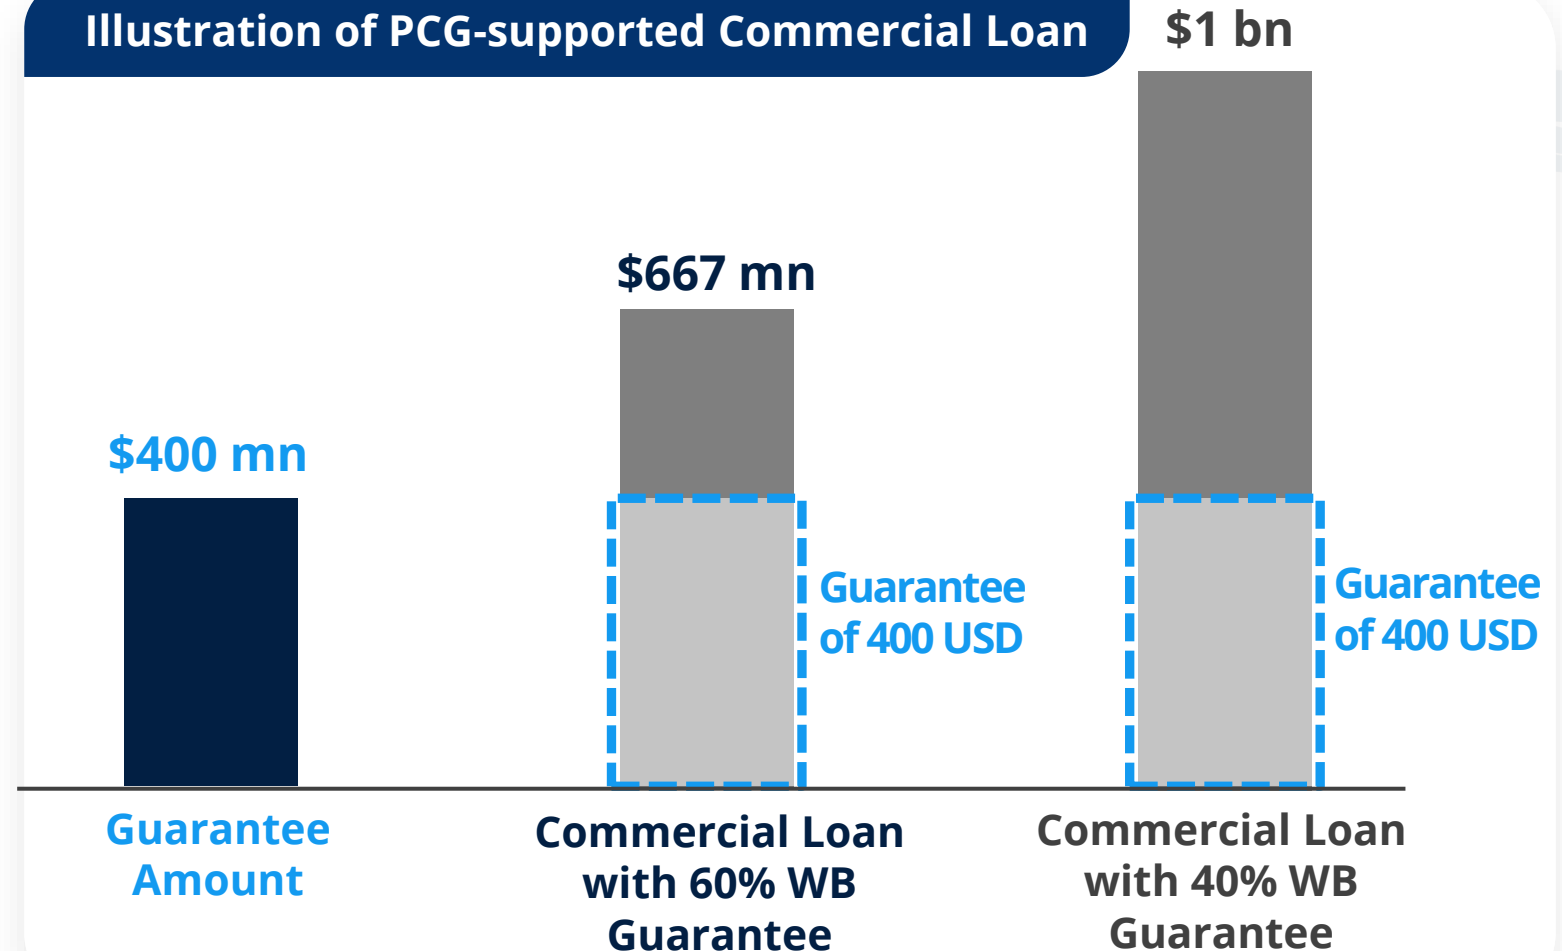 Illustration of PCG-supported Commercial Loan
$1 bn
$667 mn
$400 mn
Guarantee
of 400 USD
Guarantee
of 400 USD
Guarantee
Amount
Commercial Loan
with 60% WB
Guarantee
Commercial Loan
with 40% WB
Guarantee